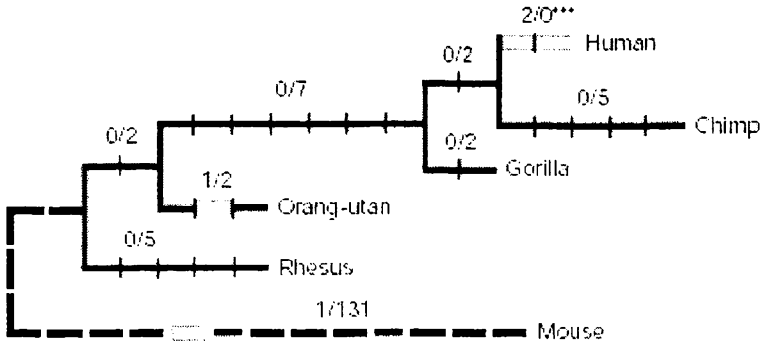 2/0***
Human
0/2
0/7
0/5
Chimp
0/2
0/2
Gorilla
1/2
Orang-utan
0/5
Rhesus
1/131
Mouse